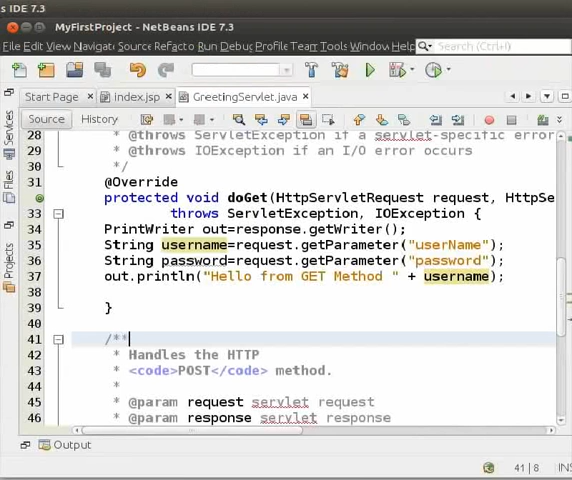 s IDE 7.3
MyFirstProject - NetBeans IDE 7.3
File Edit View Navigat Source Refacto Run Debug Profile Team Tools Window Help Search (Ctrl+I)
Start Page index.jsp GreetingServlet.java
Source History
Services
Files
Projects
28 * @throws ServletException if a servlet-specific error
29 * @throws IOException if an I/O error occurs
30 */
31 @Override
protected void doGet(HttpServletRequest request, HttpSe
33 throws ServletException, IOException {
34 PrintWriter out=response.getWriter();
35 String username=request.getParameter("userName");
36 String password=request.getParameter("password");
37 out.println("Hello from GET Method " + username);
38
39 }
40
41 /**
42 * Handles the HTTP
43 * <code>POST</code> method.
44 *
45 * @param request servlet request
46 * @param response servlet response
Output
41|8 INS